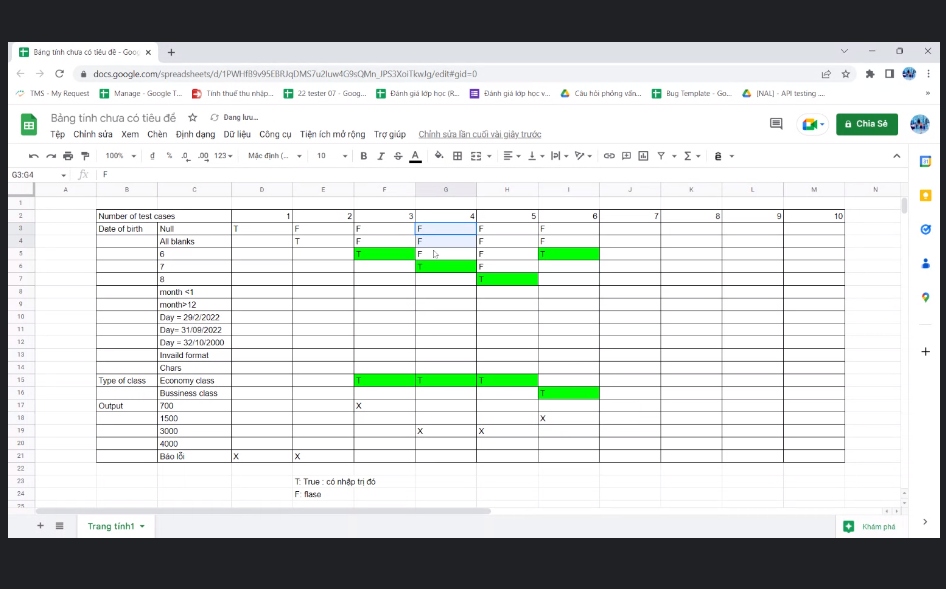 Bảng tính chưa có tiêu đề - Goo
docs.google.com/spreadsheets/d/1PWHfB9v95EBRJqDMS7u2Iuw4G9sQMn_IPS3XoiTkwJg/edit#gid=0
TMS - My Request Manage - Google T... Tính thuế thu nhập... 22 tester 07 - Goog... Đánh giá lớp học (R... Đánh giá lớp học v... Câu hỏi phỏng vấn... Bug Template - Go... [NAL] - API testing ....
Bảng tính chưa có tiêu đề Đang lưu...
Tệp Chỉnh sửa Xem Chèn Định dạng Dữ liệu Công cụ Tiện ích mở rộng Trợ giúp Chỉnh sửa lần cuối vài giây trước
Chia Sẻ
100% đ % .0 .00 123 Mặc định (... 10 B I S A
G3:G4 fx F
A B C D E F G H I J K L M N
1
2 Number of test cases 1 2 3 4 5 6 7 8 9 10
3 Date of birth Null T F F F F F
4 All blanks T F F F F
5 6 T F F T
6 7 T F
7 8 T
8 month <1
9 month>12
10 Day = 29/2/2022
11 Day= 31/09/2022
12 Day = 32/10/2000
13 Invaild format
14 Chars
15 Type of class Economy class T T T
16 Bussiness class T
17 Output 700 X
18 1500 X
19 3000 X X
20 4000
21 Báo lỗi X X
22
23 T: True : có nhập trị đó
24 F: flase
25
Trang tính1 Khám phá